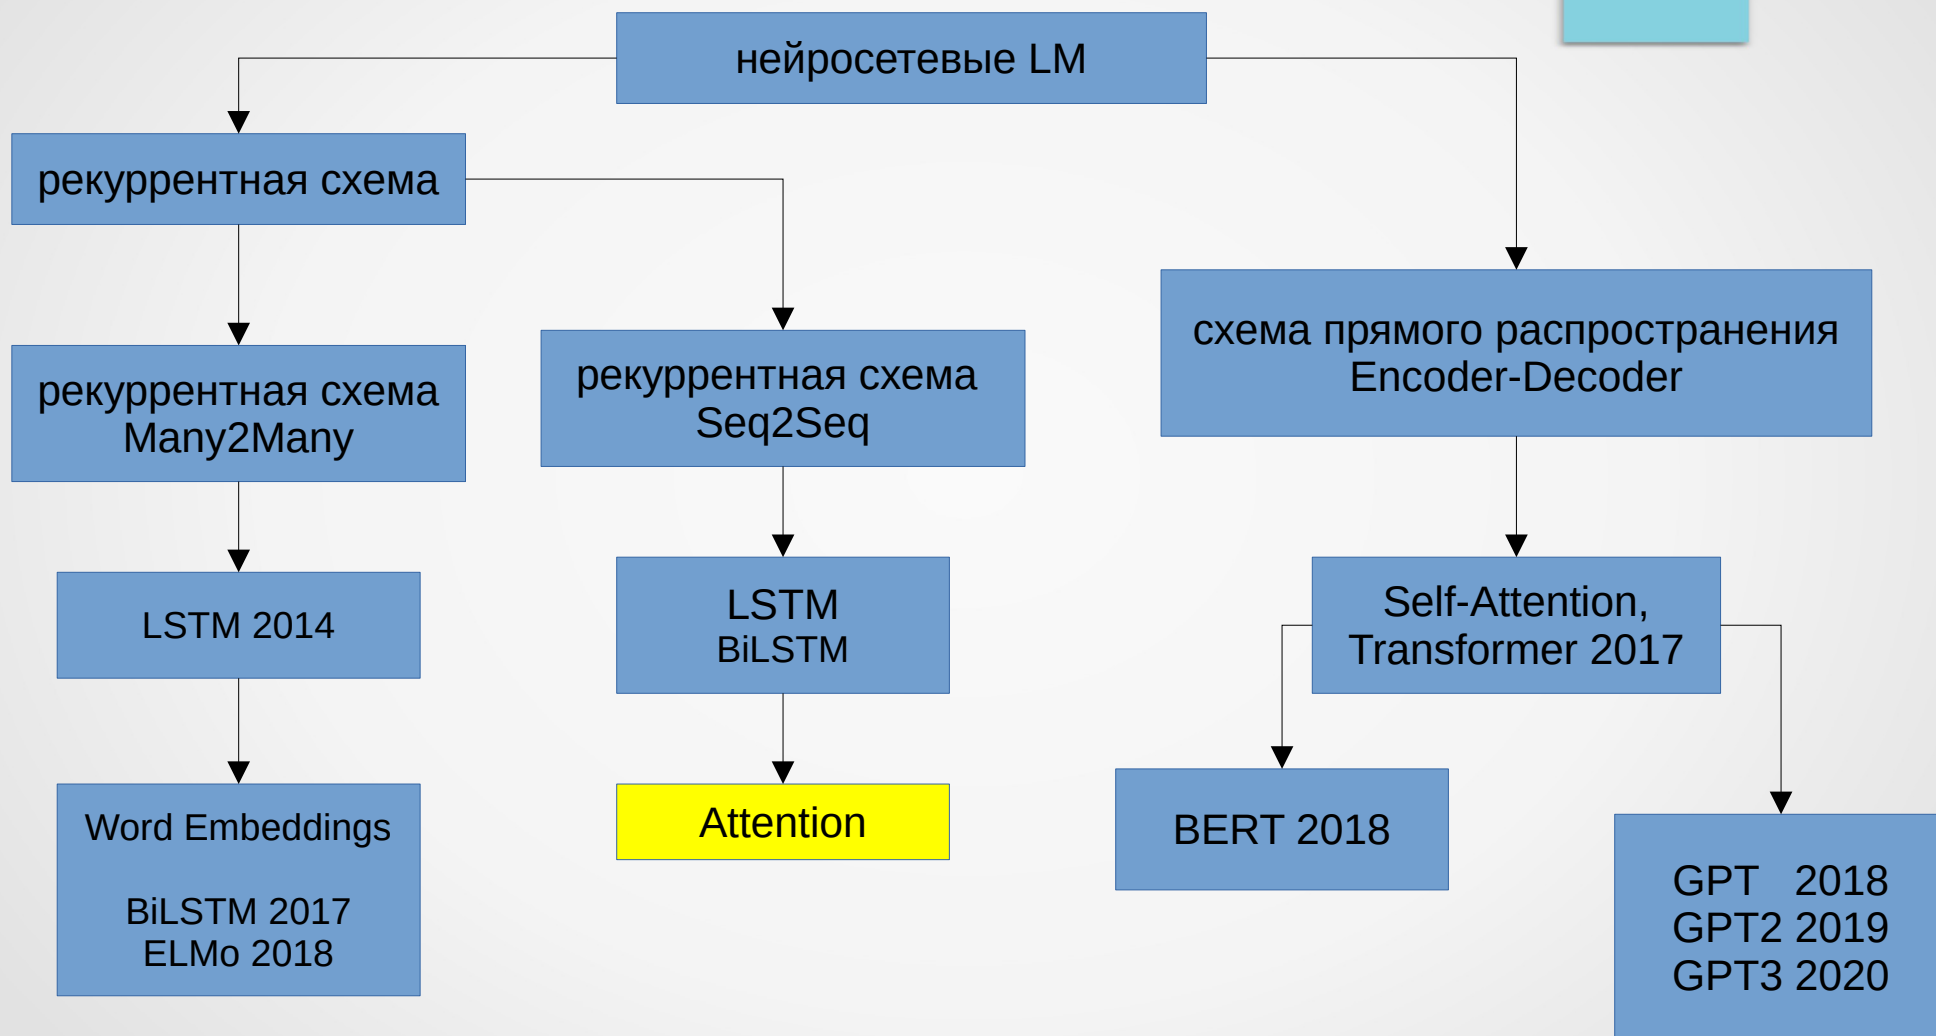 нейросетевые LM
рекуррентная схема
рекуррентная схема
Many2Many
рекуррентная схема
Seq2Seq
схема прямого распространения
Encoder-Decoder
LSTM 2014
LSTM
BiLSTM
Self-Attention,
Transformer 2017
Word Embeddings
BiLSTM 2017
ELMo 2018
Attention
BERT 2018
GPT 2018
GPT2 2019
GPT3 2020